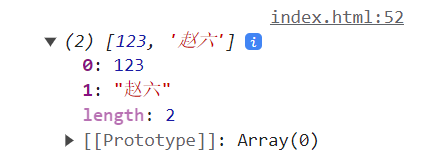 index.html:52
▼ (2) [123, '赵六'] i
0: 123
1: "赵六"
length: 2
▶ [[Prototype]]: Array(0)